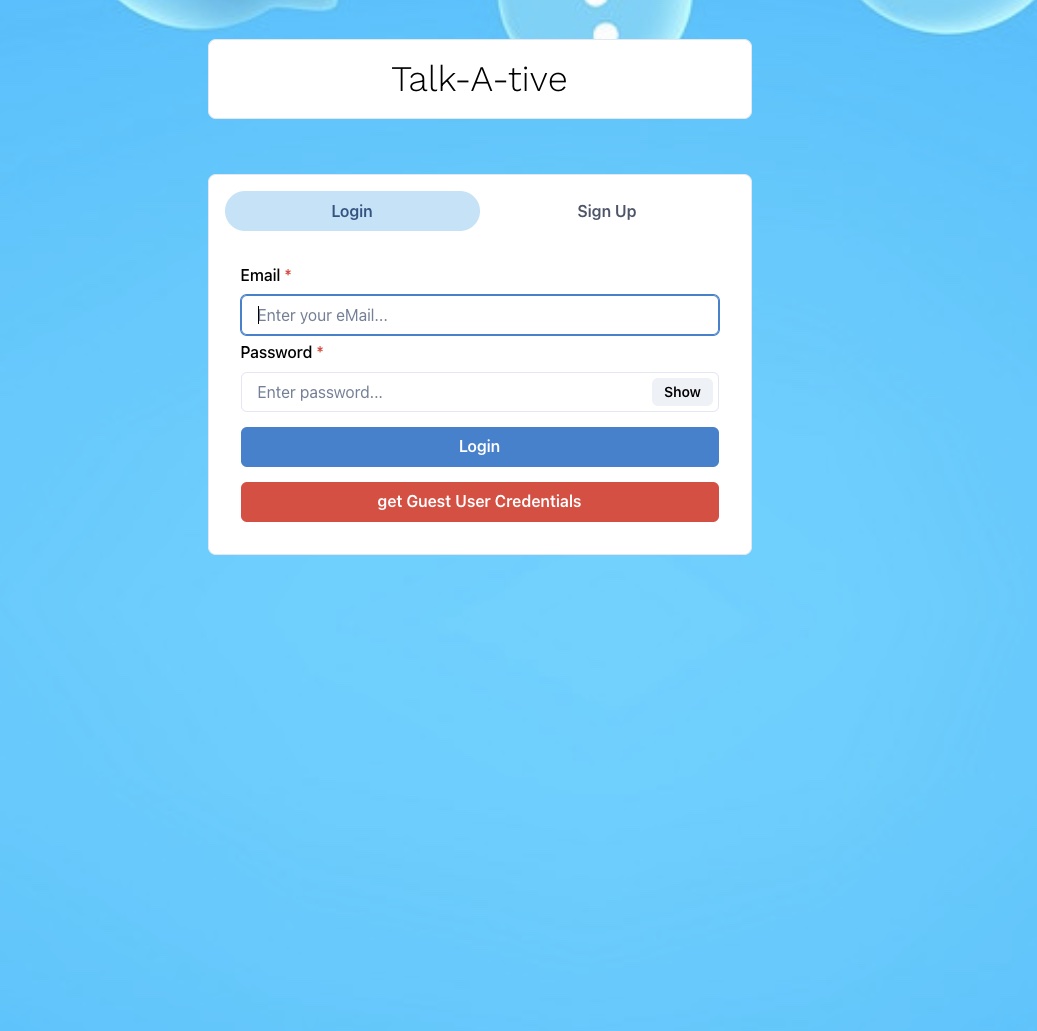 Talk-A-tive
Login Sign Up
Email *
Enter your eMail...
Password *
Enter password... Show
Login
get Guest User Credentials